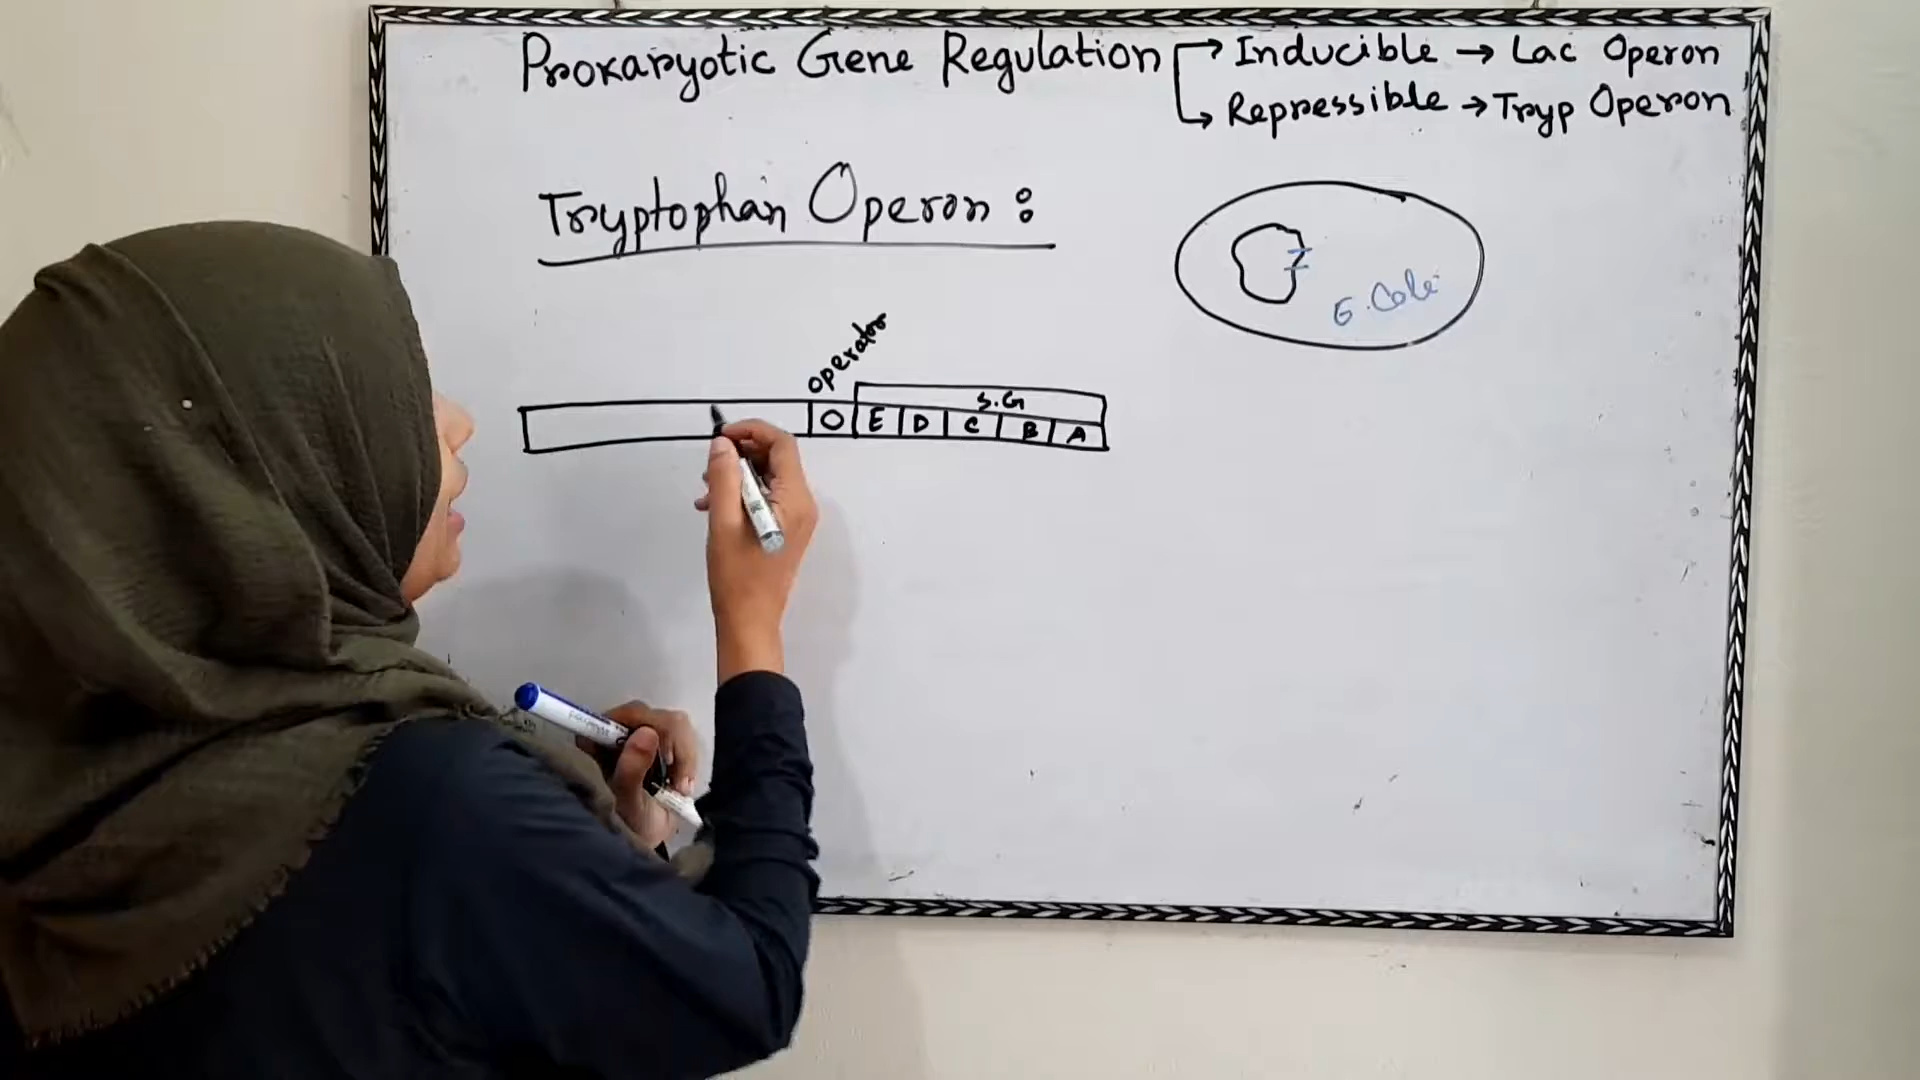 Prokaryotic Gene Regulation → Inducible → Lac Operon
→ Repressible → Tryp Operon
Tryptophan Operon :
E. Coli
operator
S.G
O E D C B A